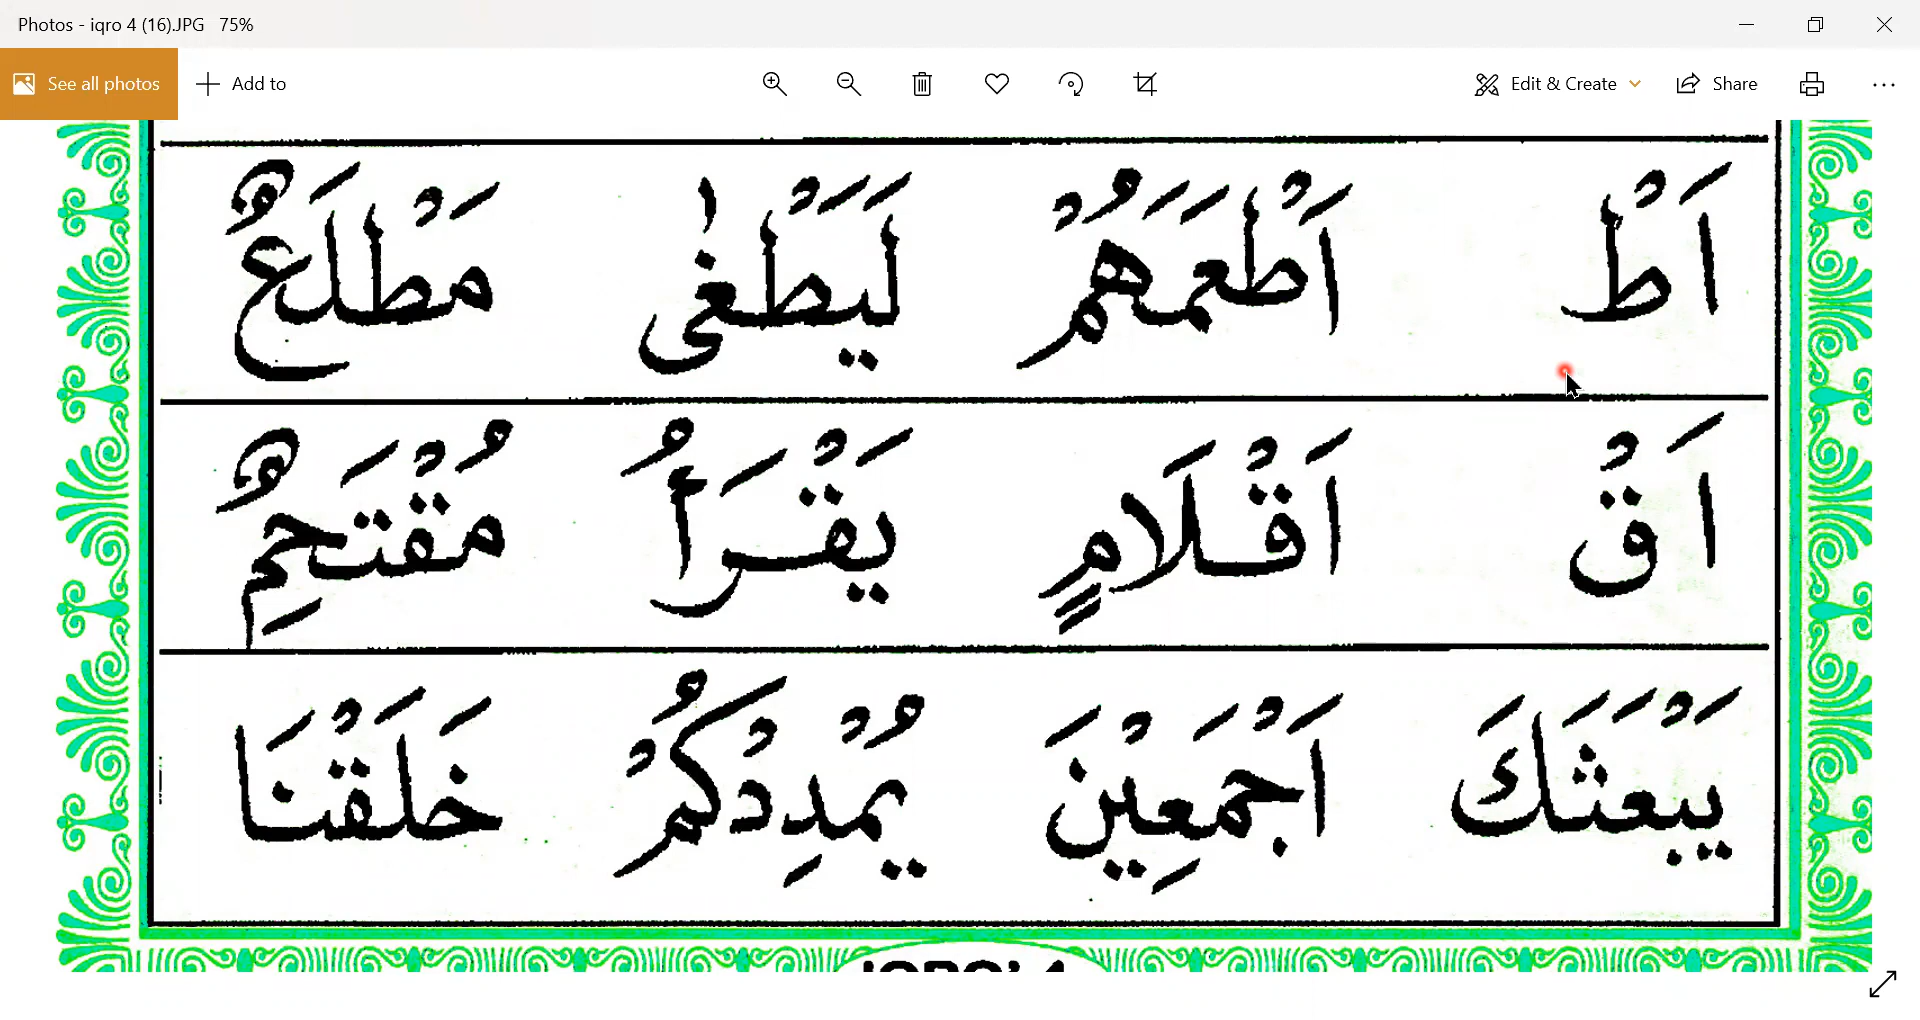 Photos - iqro 4 (16).JPG 75%
See all photos
Add to
Edit & Create
Share
اَطْ اَطْعَمَهُمْ لَيَطْغٰى مَطْلَعٌ
اَقْ اَقْلَامٍ يَقْرَأُ مُقْتَحِمٌ
يَبْعَثَكَ اَجْمَعِيْنَ يُمْدِدْكُمْ خَلَقْنَا